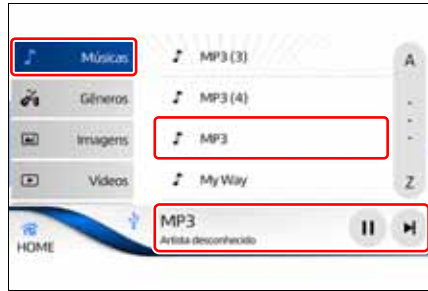 Músicas
MP3 (3)
A
Gêneros
MP3 (4)
Imagens
MP3
Vídeos
My Way
Z
MP3
Artista desconhecido
HOME